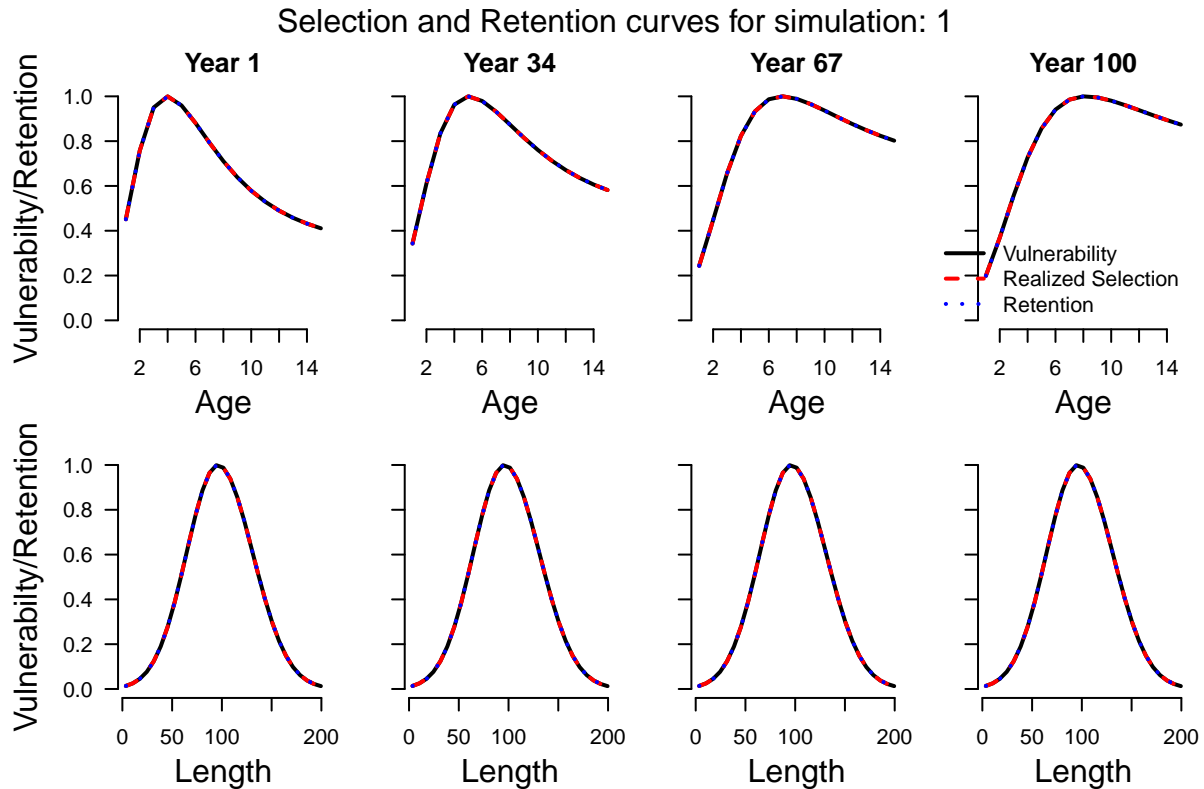 Selection and Retention curves for simulation: 1
Year 1 Year 34 Year 67 Year 100
Vulnerabilty/Retention
1.0
0.8
0.6
0.4
0.2
0.0
Vulnerability
Realized Selection
Retention
2 6 10 14 2 6 10 14 2 6 10 14 2 6 10 14
Age Age Age Age
Vulnerabilty/Retention
1.0
0.8
0.6
0.4
0.2
0.0
0 50 100 200 0 50 100 200 0 50 100 200 0 50 100 200
Length Length Length Length